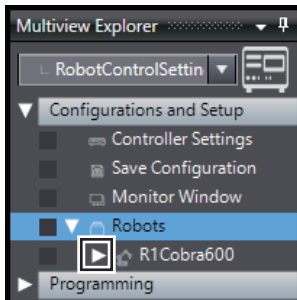 Multiview Explorer
RobotControlSettin
Configurations and Setup
Controller Settings
Save Configuration
Monitor Window
Robots
R1Cobra600
Programming